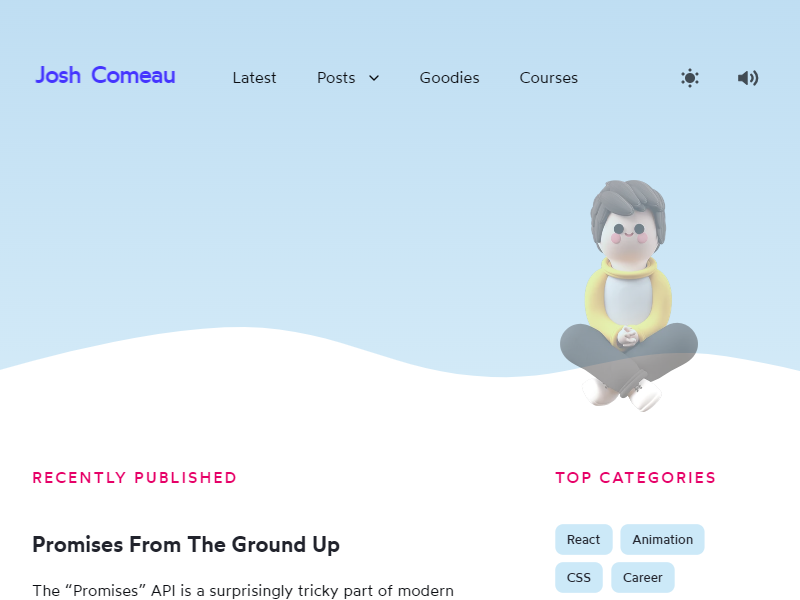 Josh Comeau
Latest
Posts
Goodies
Courses
RECENTLY PUBLISHED
Promises From The Ground Up
The “Promises” API is a surprisingly tricky part of modern
TOP CATEGORIES
React
Animation
CSS
Career